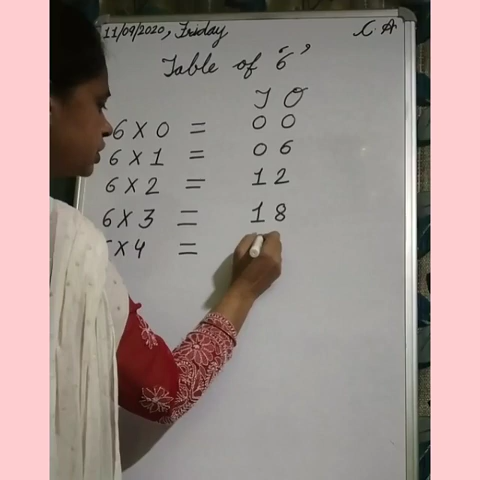 11/09/2020, Friday C.A
Table of '6'
T O
6 X 0 = 0 0
6 X 1 = 0 6
6 X 2 = 1 2
6 X 3 = 1 8
6 X 4 =